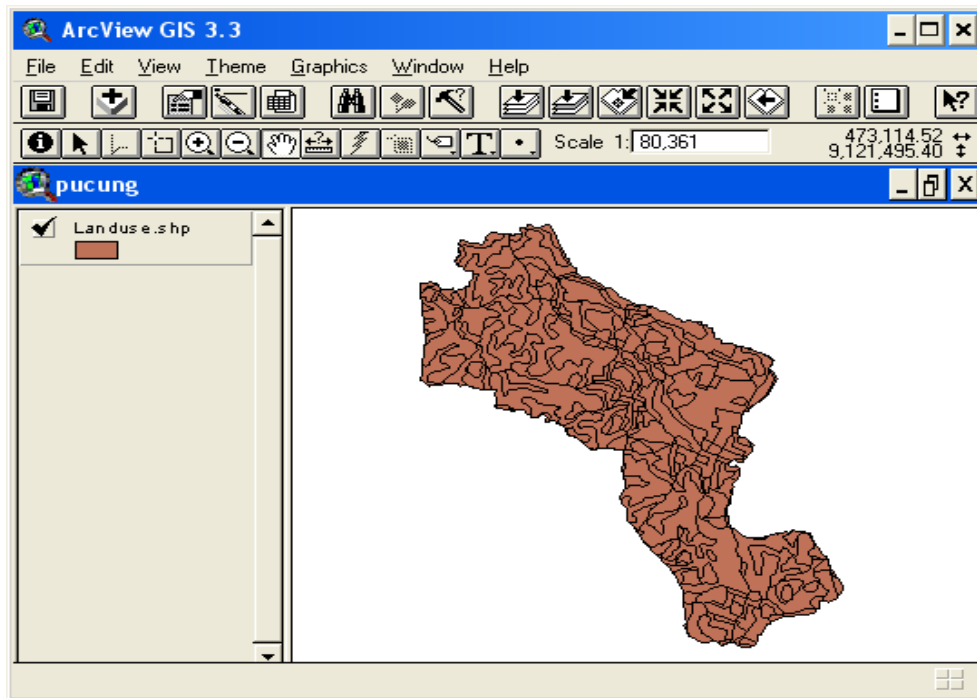 ArcView GIS 3.3
File Edit View Theme Graphics Window Help
T Scale 1: 80,361 473,114.52
9,121,495.40
pucung
Landuse.shp